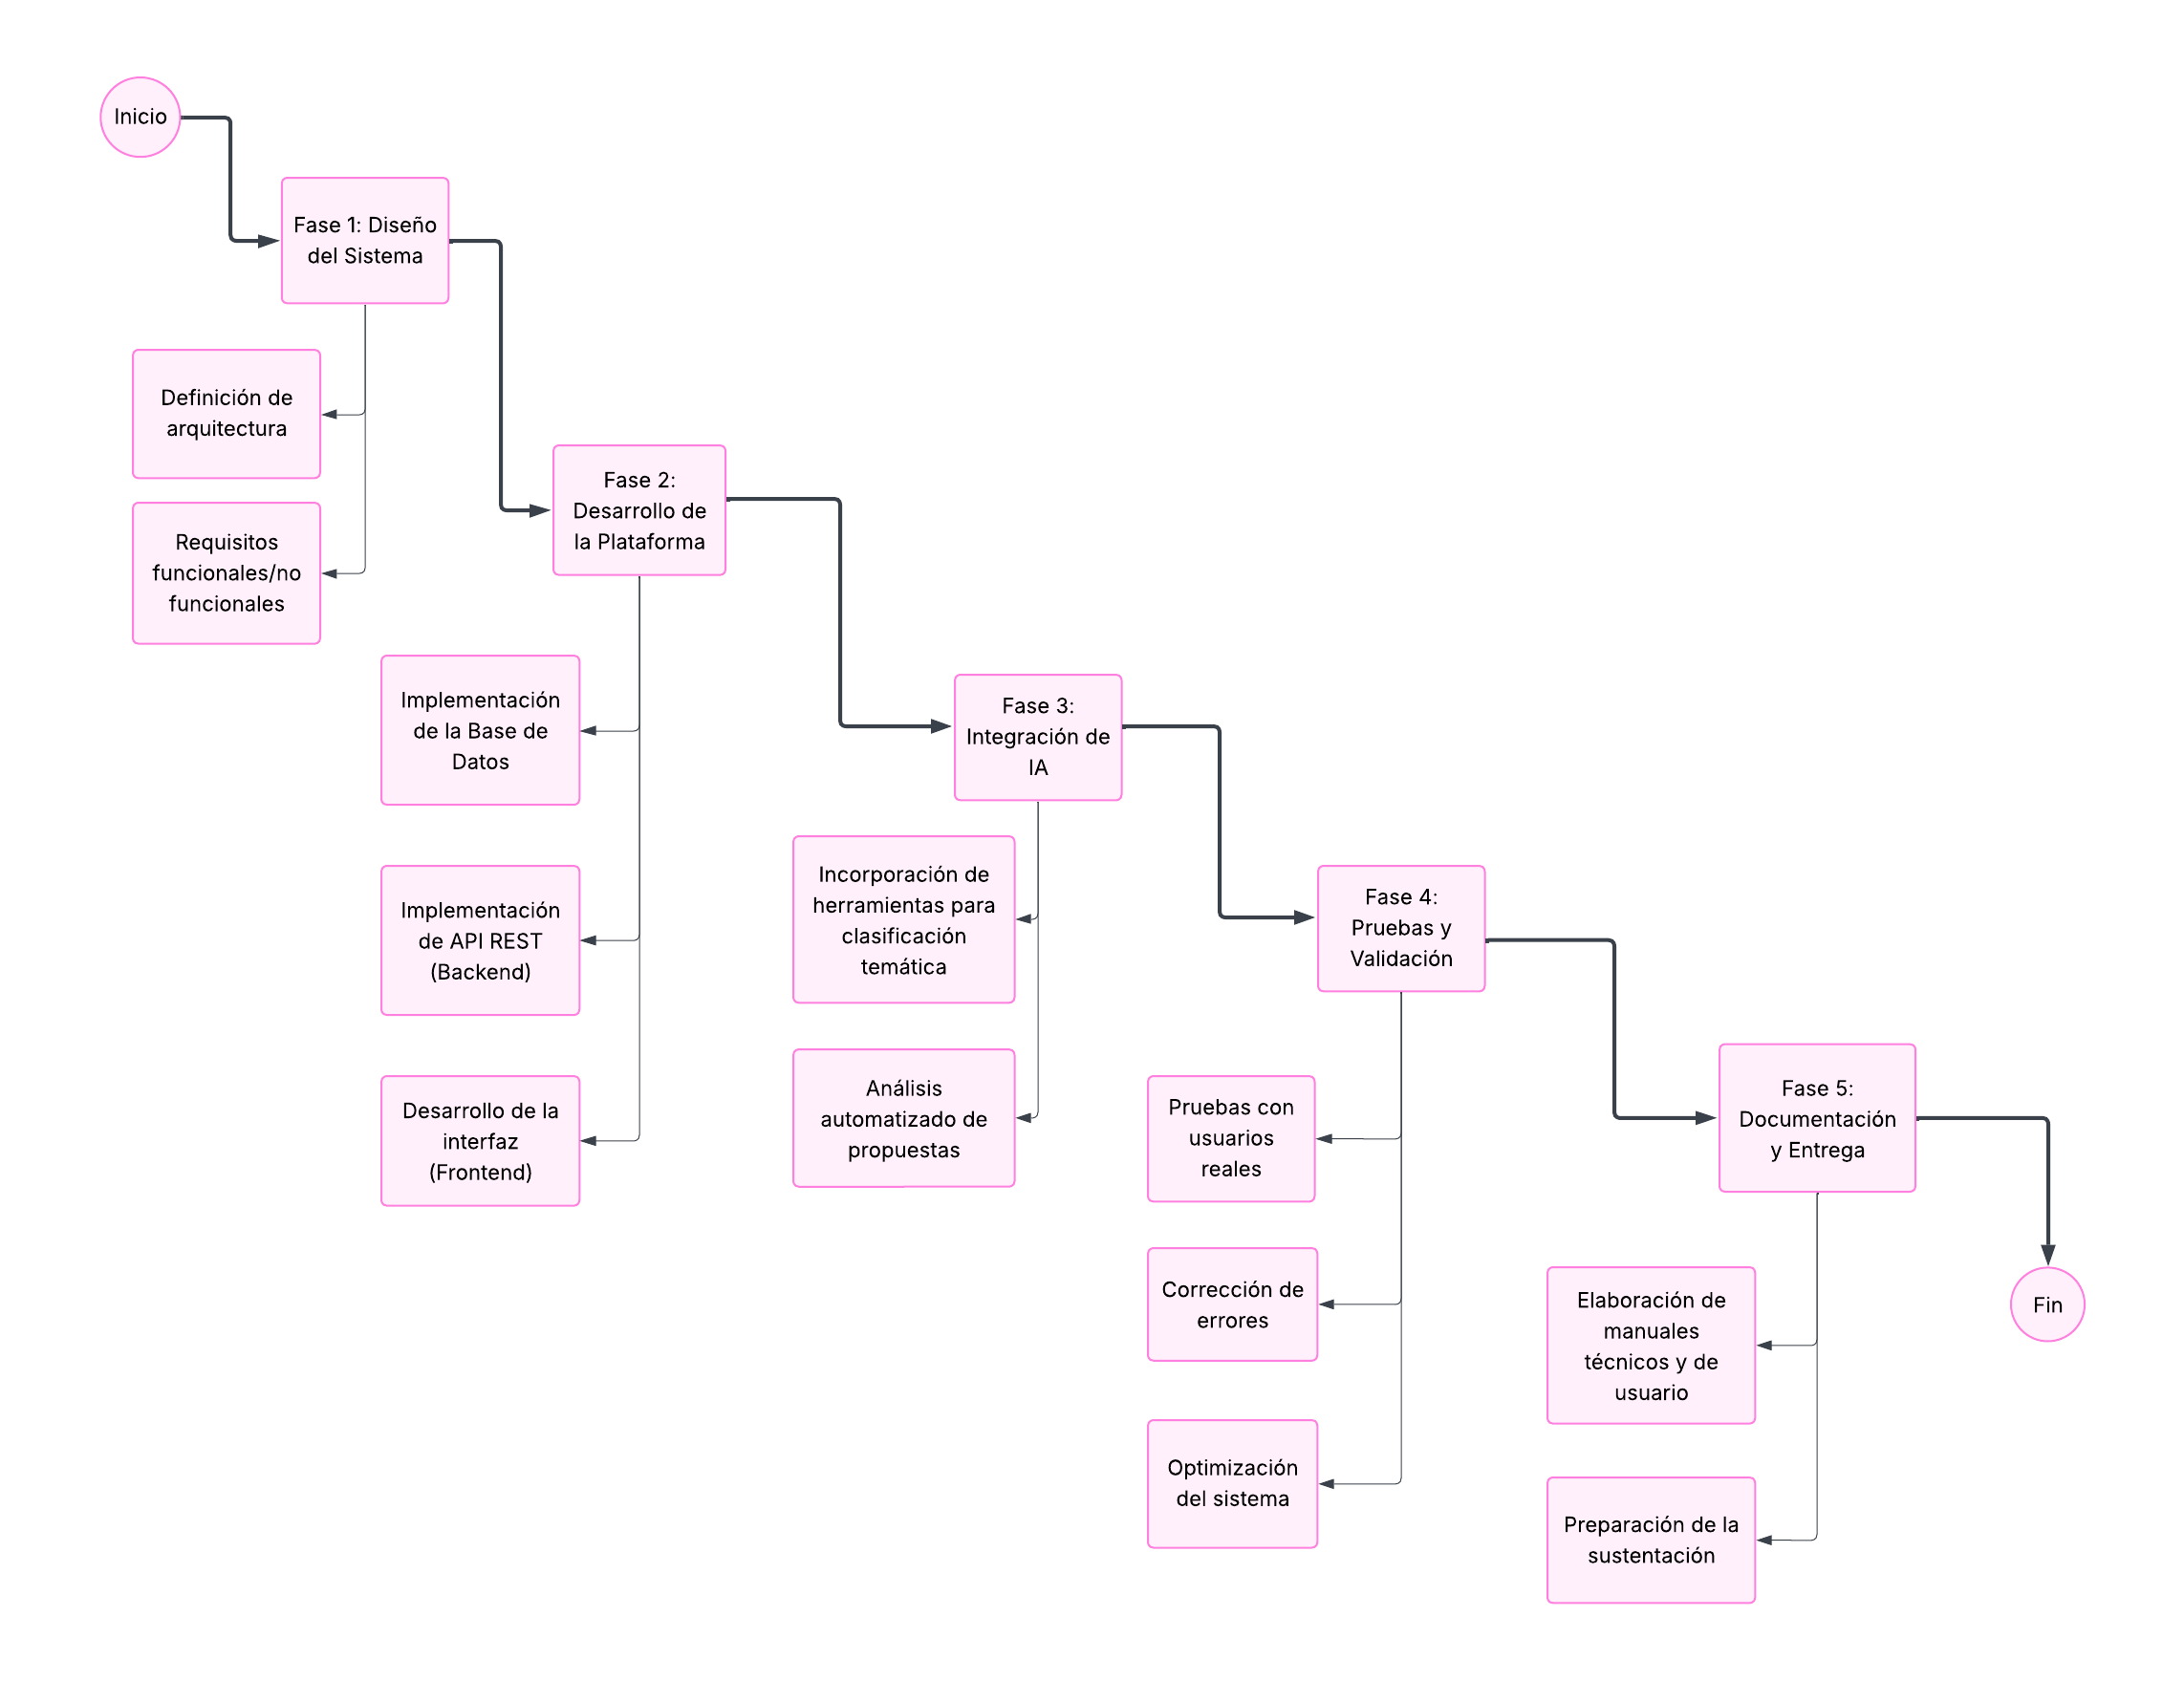 Inicio
Fase 1: Diseño
del Sistema
Definición de
arquitectura
Requisitos
funcionales/no
funcionales
Fase 2:
Desarrollo de
la Plataforma
Implementación
de la Base de
Datos
Implementación
de API REST
(Backend)
Desarrollo de la
interfaz
(Frontend)
Fase 3:
Integración de
IA
Incorporación de
herramientas para
clasificación
temática
Análisis
automatizado de
propuestas
Fase 4:
Pruebas y
Validación
Pruebas con
usuarios
reales
Corrección de
errores
Optimización
del sistema
Fase 5:
Documentación
y Entrega
Elaboración de
manuales
técnicos y de
usuario
Preparación de la
sustentación
Fin